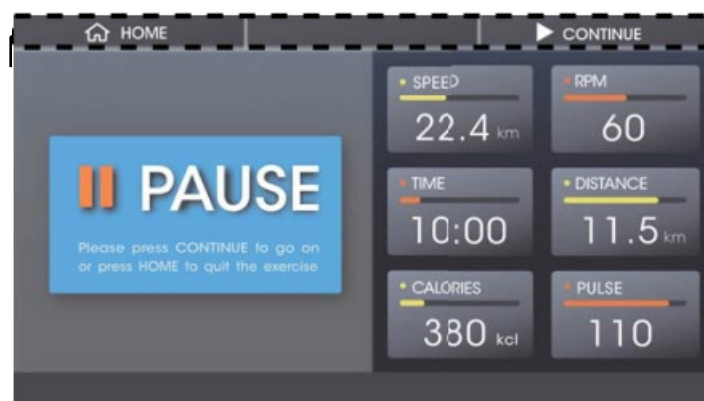 HOME
CONTINUE
PAUSE
Please press CONTINUE to go on
or press HOME to quit the exercise
SPEED
22.4 km
RPM
60
TIME
10:00
DISTANCE
11.5 km
CALORIES
380 kcl
PULSE
110